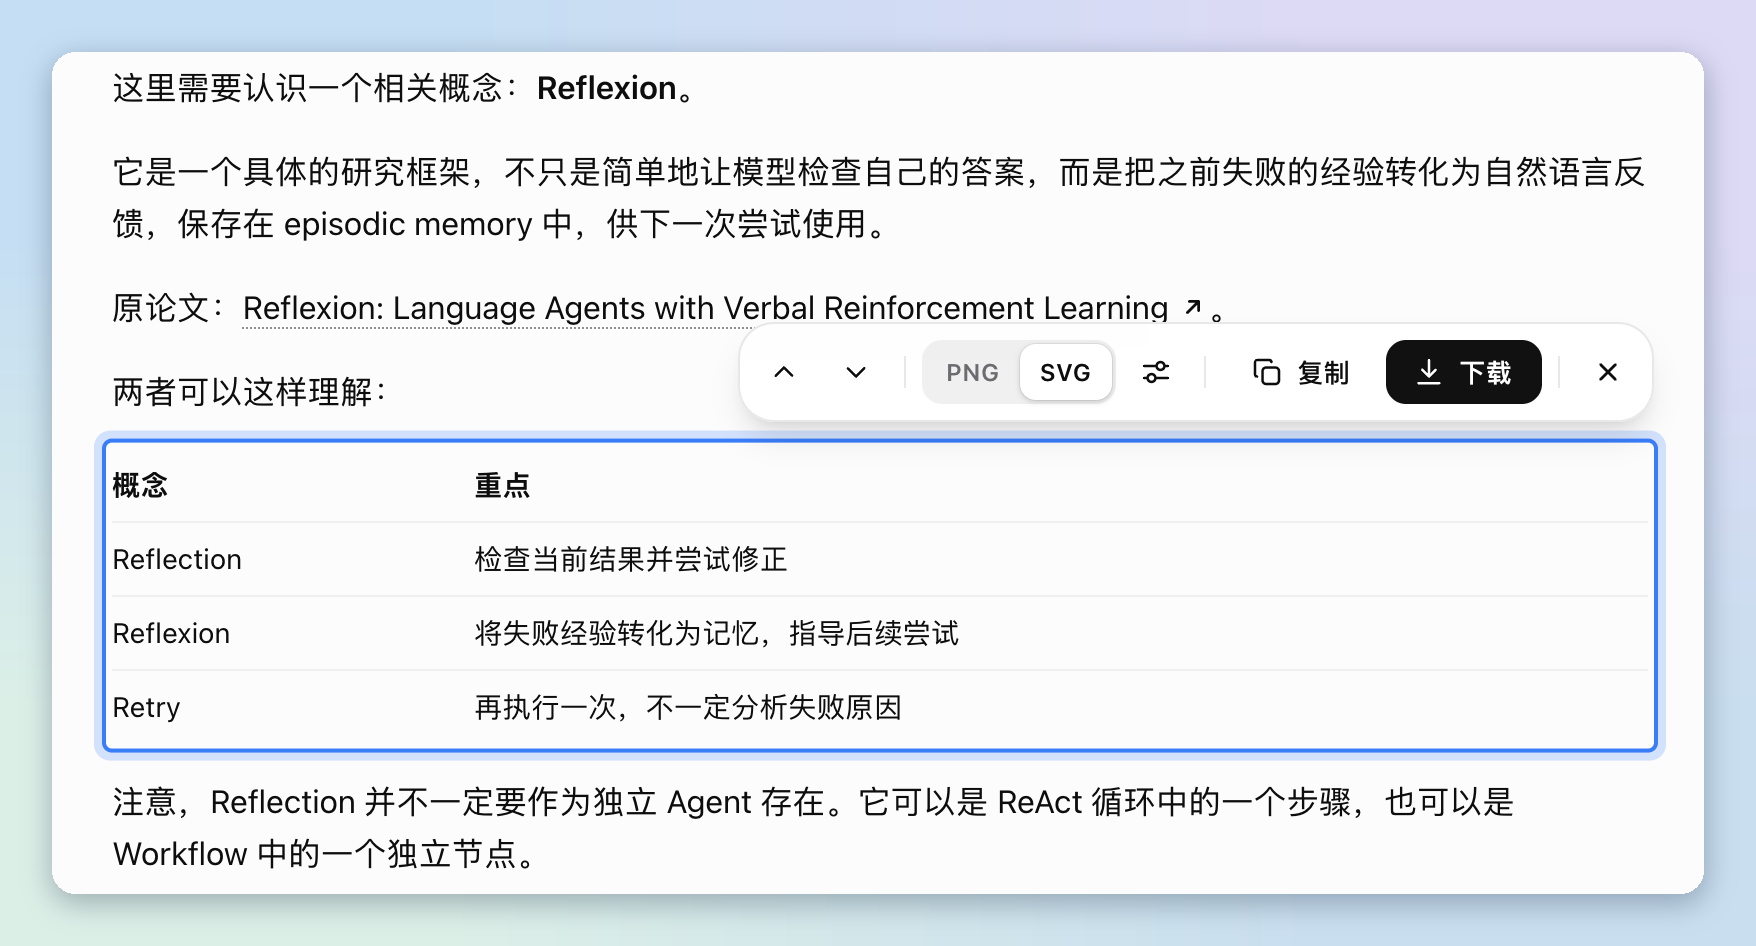 这里需要认识一个相关概念：Reflexion。
它是一个具体的研究框架，不只是简单地让模型检查自己的答案，而是把之前失败的经验转化为自然语言反
馈，保存在 episodic memory 中，供下一次尝试使用。
原论文：Reflexion: Language Agents with Verbal Reinforcement Learning ↗。
PNG SVG 复制 下载
两者可以这样理解：
概念 重点
Reflection 检查当前结果并尝试修正
Reflexion 将失败经验转化为记忆，指导后续尝试
Retry 再执行一次，不一定分析失败原因
注意，Reflection 并不一定要作为独立 Agent 存在。它可以是 ReAct 循环中的一个步骤，也可以是
Workflow 中的一个独立节点。